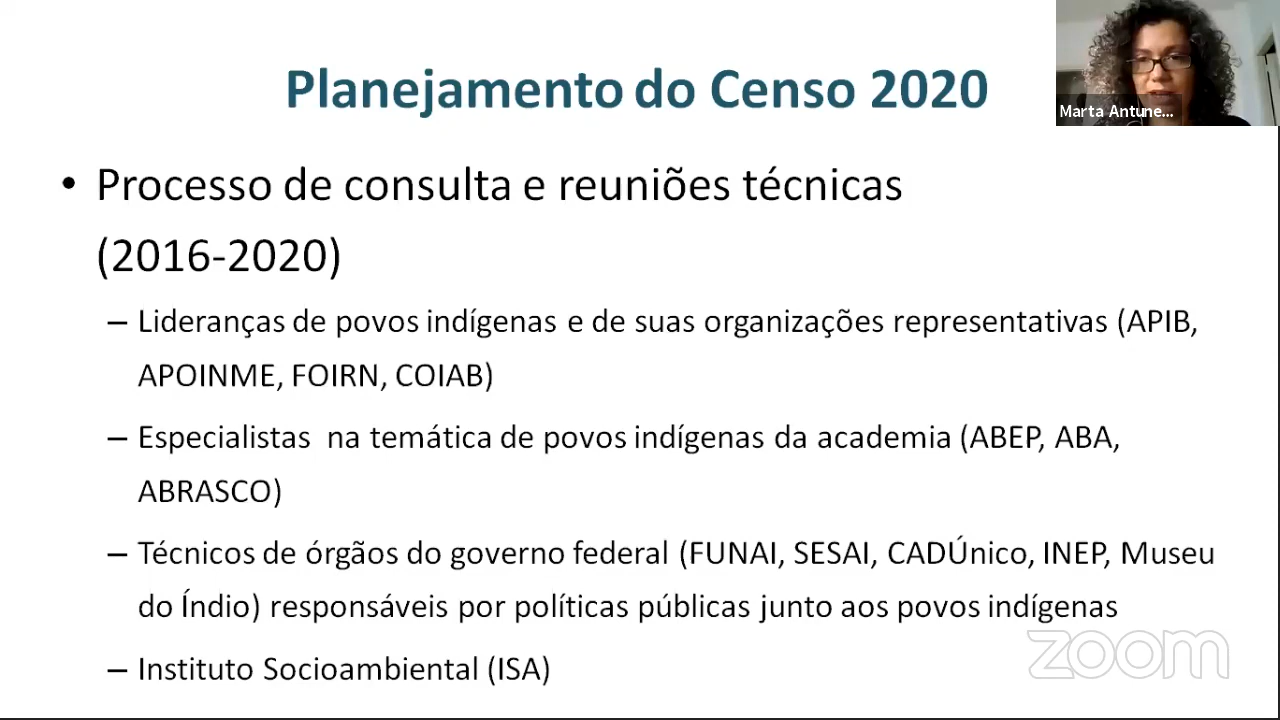 Planejamento do Censo 2020
Marta Antune...
• Processo de consulta e reuniões técnicas
(2016-2020)
– Lideranças de povos indígenas e de suas organizações representativas (APIB,
APOINME, FOIRN, COIAB)
– Especialistas na temática de povos indígenas da academia (ABEP, ABA,
ABRASCO)
– Técnicos de órgãos do governo federal (FUNAI, SESAI, CADÚnico, INEP, Museu
do Índio) responsáveis por políticas públicas junto aos povos indígenas
– Instituto Socioambiental (ISA)
zoom